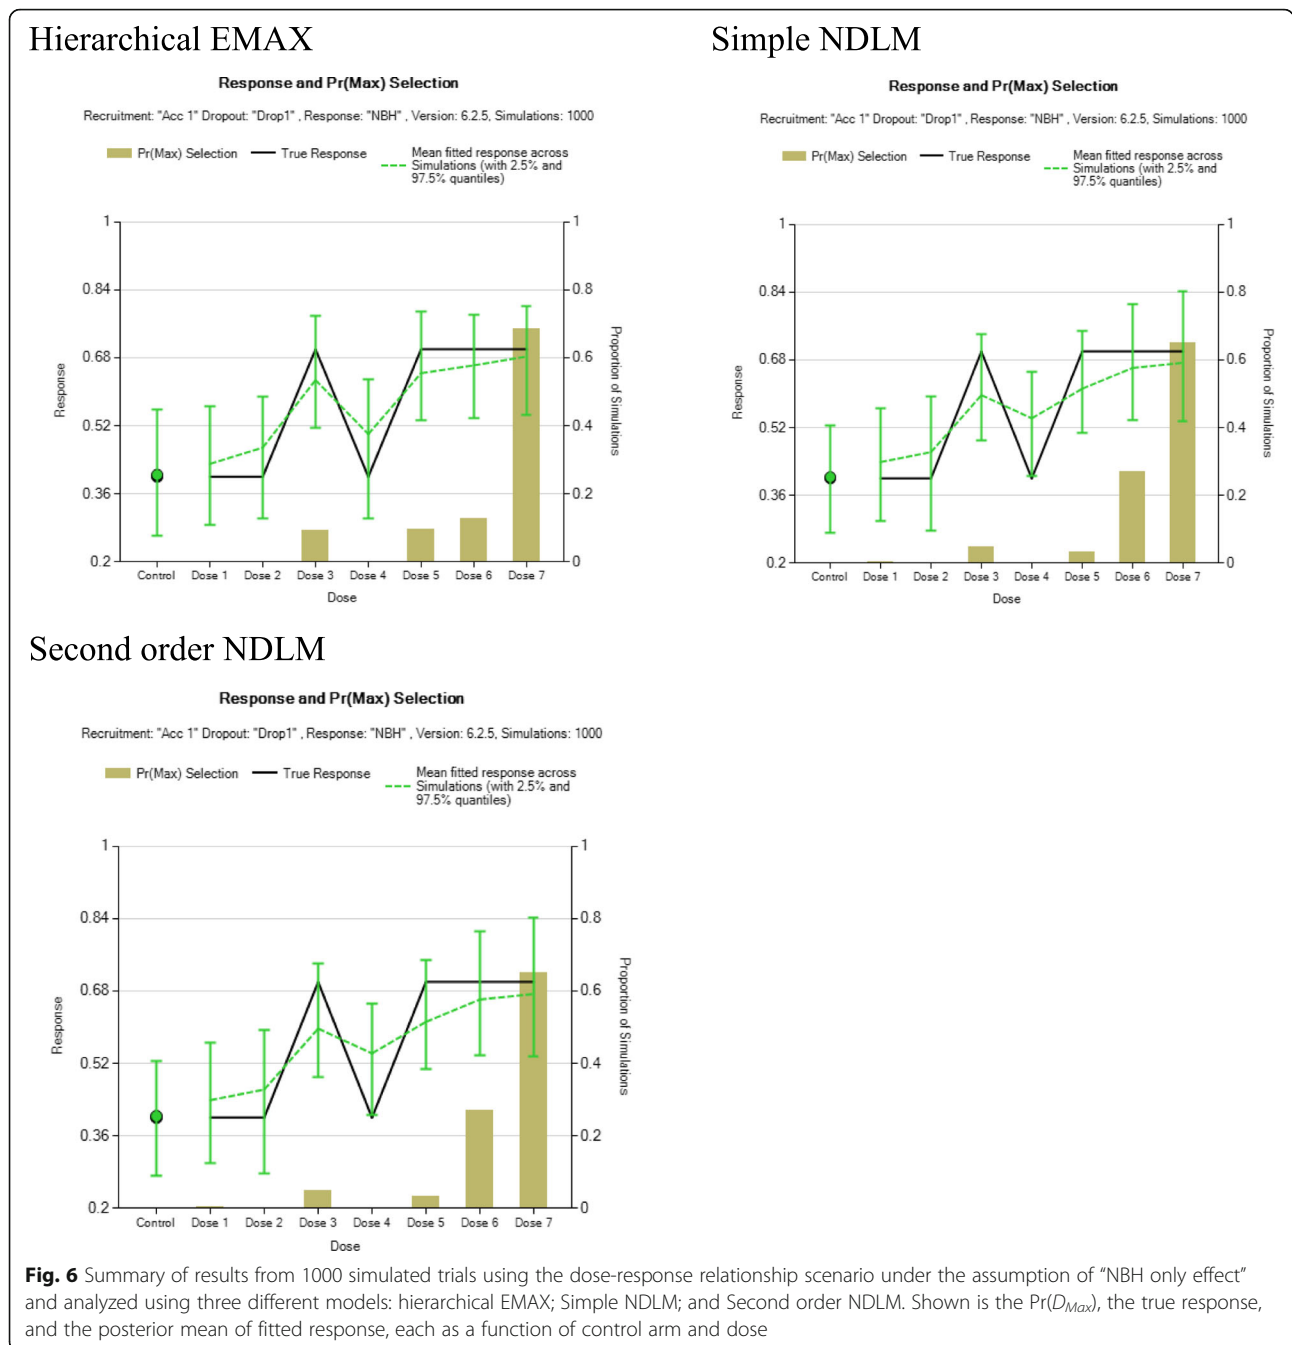 Hierarchical EMAX
Response and Pr(Max) Selection
Recruitment: "Acc 1" Dropout: "Drop1" , Response: "NBH" , Version: 6.2.5, Simulations: 1000
Pr(Max) Selection
True Response
Mean fitted response across
Simulations (with 2.5% and
97.5% quantiles)
1
0.84
0.68
0.52
0.36
0.2
Response
1
0.8
0.6
0.4
0.2
0
Proportion of Simulations
Control Dose 1 Dose 2 Dose 3 Dose 4 Dose 5 Dose 6 Dose 7
Dose
Simple NDLM
Response and Pr(Max) Selection
Recruitment: "Acc 1" Dropout: "Drop1" , Response: "NBH" , Version: 6.2.5, Simulations: 1000
Pr(Max) Selection
True Response
Mean fitted response across
Simulations (with 2.5% and
97.5% quantiles)
1
0.84
0.68
0.52
0.36
0.2
Response
1
0.8
0.6
0.4
0.2
0
Proportion of Simulations
Control Dose 1 Dose 2 Dose 3 Dose 4 Dose 5 Dose 6 Dose 7
Dose
Second order NDLM
Response and Pr(Max) Selection
Recruitment: "Acc 1" Dropout: "Drop1" , Response: "NBH" , Version: 6.2.5, Simulations: 1000
Pr(Max) Selection
True Response
Mean fitted response across
Simulations (with 2.5% and
97.5% quantiles)
1
0.84
0.68
0.52
0.36
0.2
Response
1
0.8
0.6
0.4
0.2
0
Proportion of Simulations
Control Dose 1 Dose 2 Dose 3 Dose 4 Dose 5 Dose 6 Dose 7
Dose
Fig. 6 Summary of results from 1000 simulated trials using the dose-response relationship scenario under the assumption of “NBH only effect”
and analyzed using three different models: hierarchical EMAX; Simple NDLM; and Second order NDLM. Shown is the Pr(DMax), the true response,
and the posterior mean of fitted response, each as a function of control arm and dose